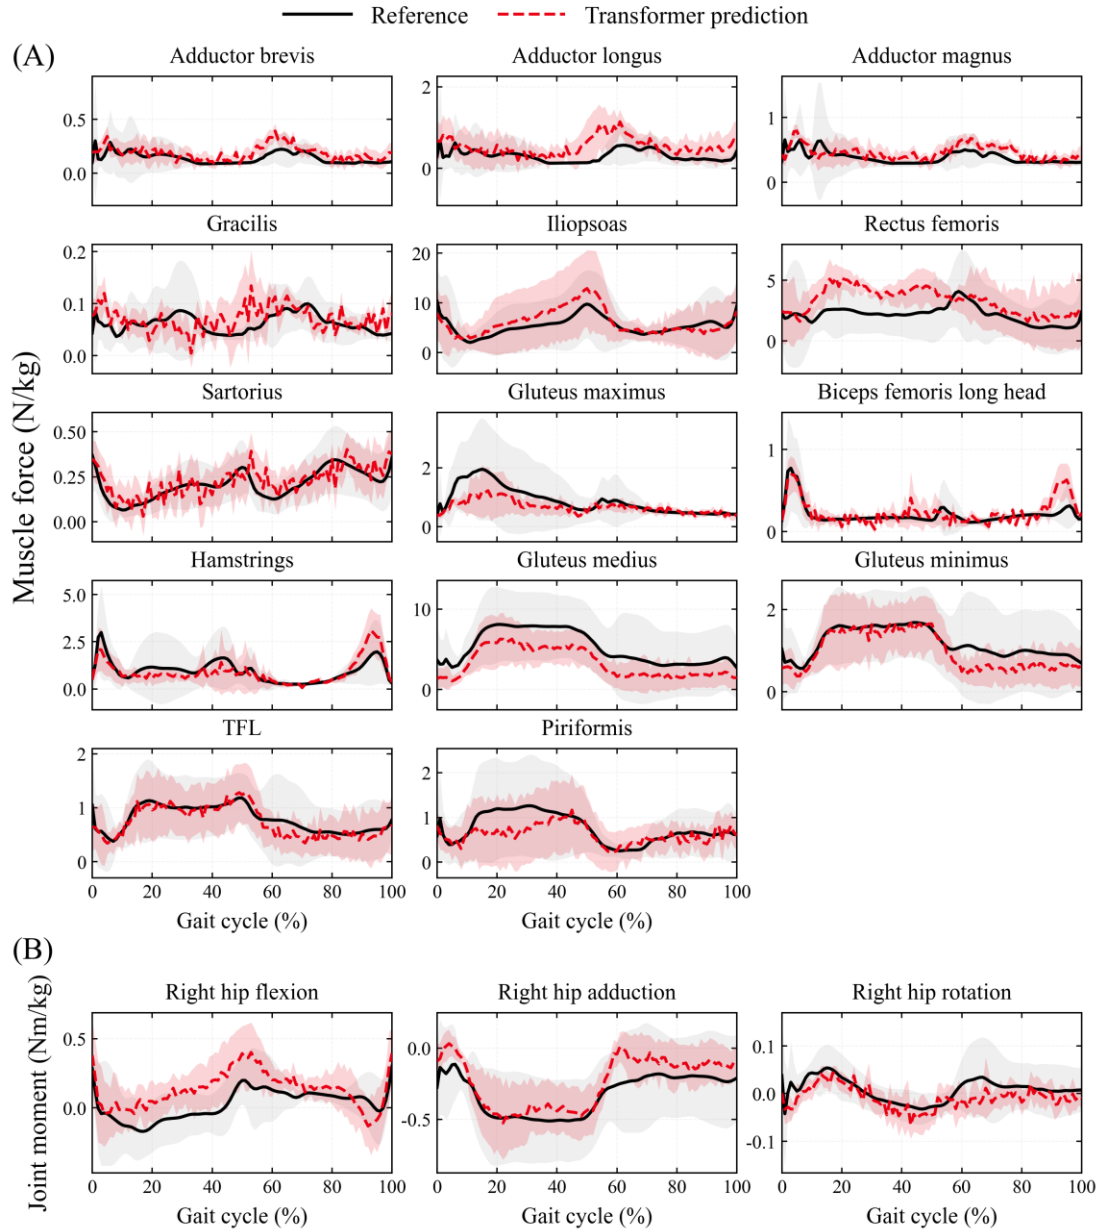 Reference Transformer prediction
(A)
Adductor brevis Adductor longus Adductor magnus
0.5
0.0
2
0
1
0
Gracilis Iliopsoas Rectus femoris
0.2
0.1
0.0
20
10
0
5
0
Muscle force (N/kg)
Sartorius Gluteus maximus Biceps femoris long head
0.50
0.25
0.00
2
0
1
0
Hamstrings Gluteus medius Gluteus minimus
5.0
2.5
0.0
10
0
2
0
TFL Piriformis
2
1
0
2
1
0
0 20 40 60 80 100 0 20 40 60 80 100 0 20 40 60 80 100
Gait cycle (%) Gait cycle (%)
(B)
Joint moment (Nm/kg)
Right hip flexion Right hip adduction Right hip rotation
0.5
0.0
0.0
-0.5
0.1
0.0
-0.1
0 20 40 60 80 100 0 20 40 60 80 100 0 20 40 60 80 100
Gait cycle (%) Gait cycle (%) Gait cycle (%)